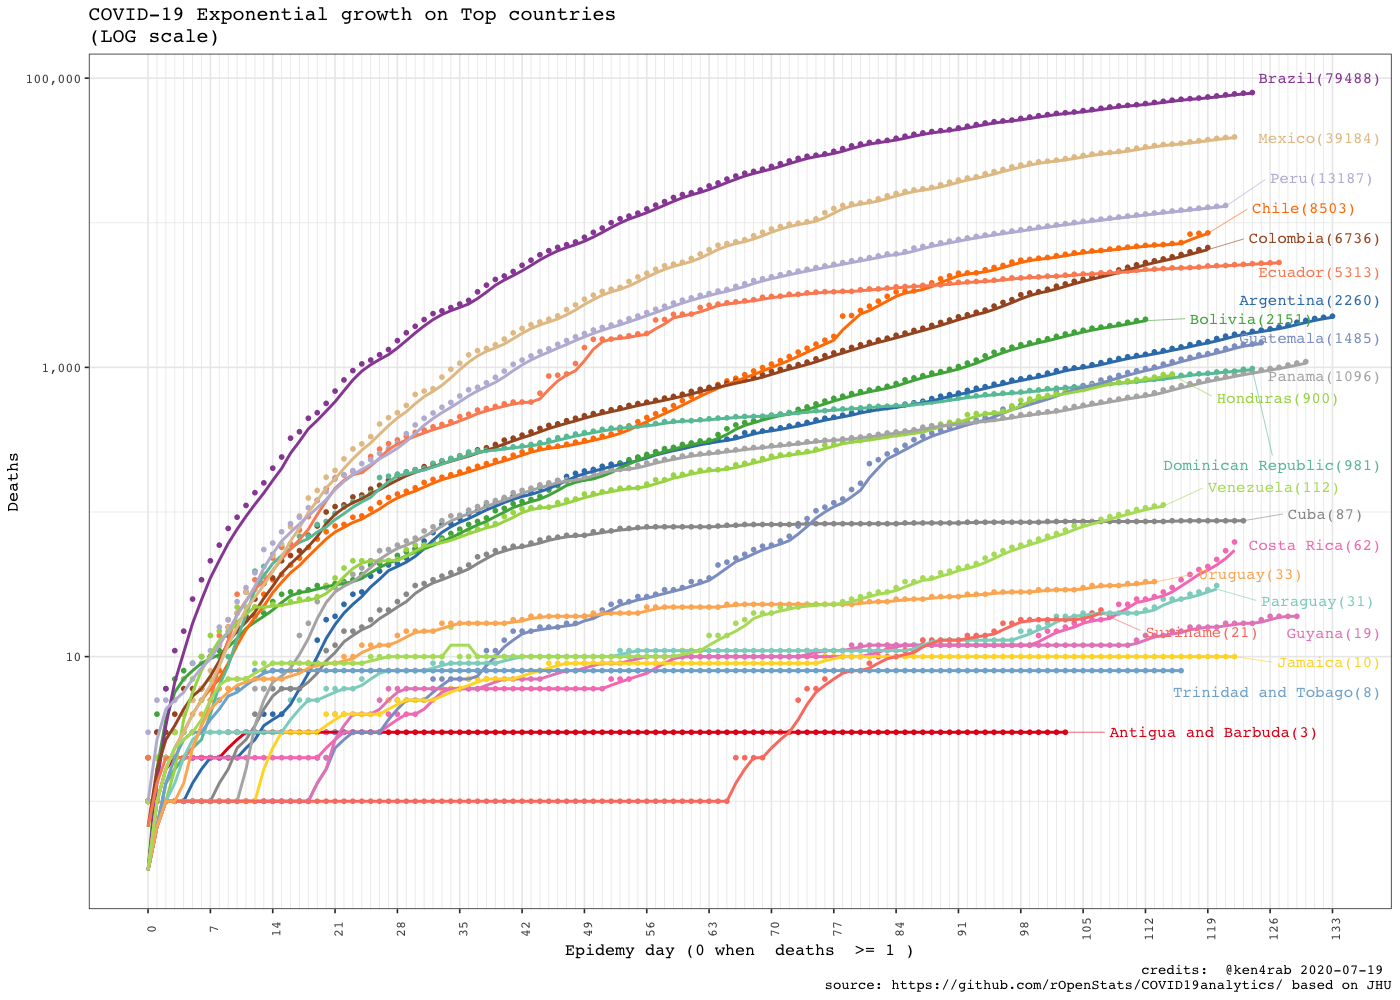 COVID-19 Exponential growth on Top countries
(LOG scale)
100,000
1,000
10
Deaths
Brazil(79488)
Mexico(39184)
Peru(13187)
Chile(8503)
Colombia(6736)
Ecuador(5313)
Argentina(2260)
Bolivia(2151)
Guatemala(1485)
Panama(1096)
Honduras(900)
Dominican Republic(981)
Venezuela(112)
Cuba(87)
Costa Rica(62)
Uruguay(33)
Paraguay(31)
Suriname(21)
Guyana(19)
Jamaica(10)
Trinidad and Tobago(8)
Antigua and Barbuda(3)
0 7 14 21 28 35 42 49 56 63 70 77 84 91 98 105 112 119 126 133
Epidemy day (0 when  deaths  >= 1 )
credits:  @ken4rab 2020-07-19
source: https://github.com/rOpenStats/COVID19analytics/ based on JHU